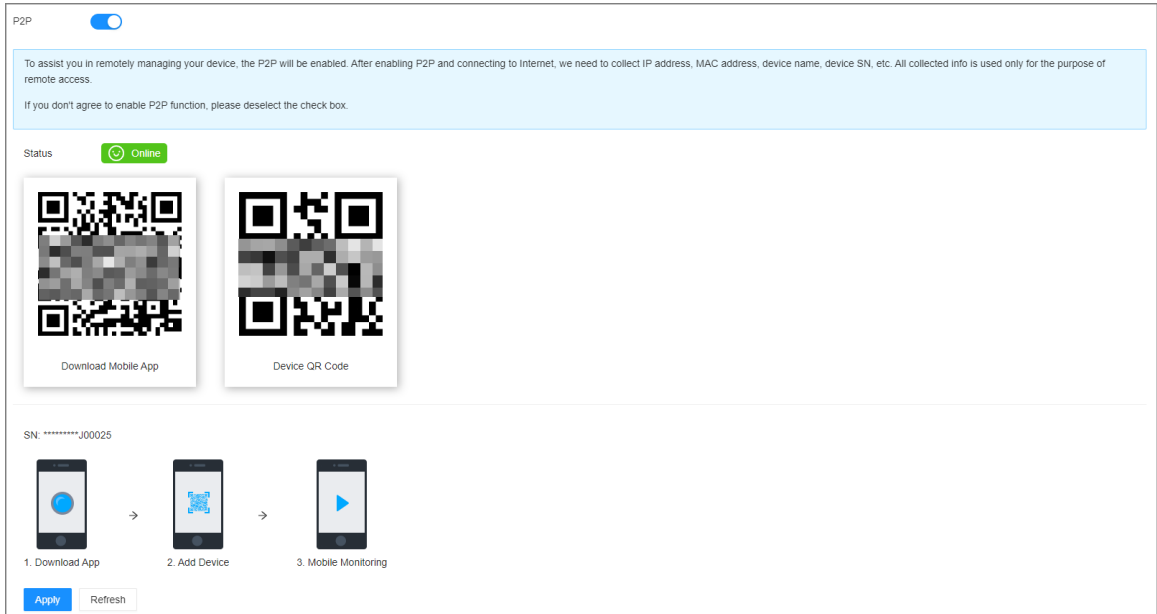 P2P
To assist you in remotely managing your device, the P2P will be enabled. After enabling P2P and connecting to Internet, we need to collect IP address, MAC address, device name, device SN, etc. All collected info is used only for the purpose of
remote access.
If you don't agree to enable P2P function, please deselect the check box.
Status
Online
Download Mobile App
Device QR Code
SN: *********J00025
1. Download App
2. Add Device
3. Mobile Monitoring
Apply
Refresh